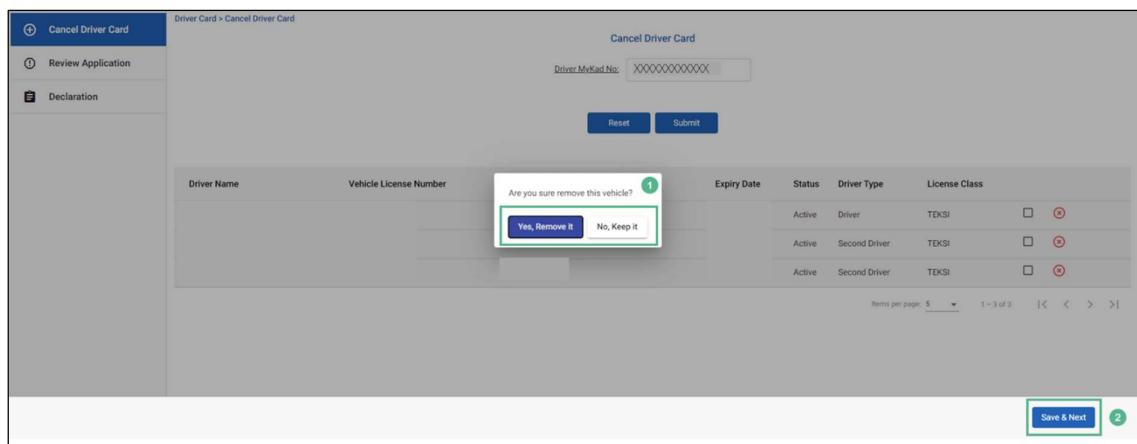 Cancel Driver Card
Review Application
Declaration
Driver Card > Cancel Driver Card
Cancel Driver Card
Driver MyKad No: XXXXXXXXXXXX
Reset Submit
Driver Name Vehicle License Number Expiry Date Status Driver Type License Class
Are you sure remove this vehicle? 1
Yes, Remove It No, Keep it
Active Driver TEKSI
Active Second Driver TEKSI
Active Second Driver TEKSI
Items per page: 5 1 – 3 of 3
Save & Next 2